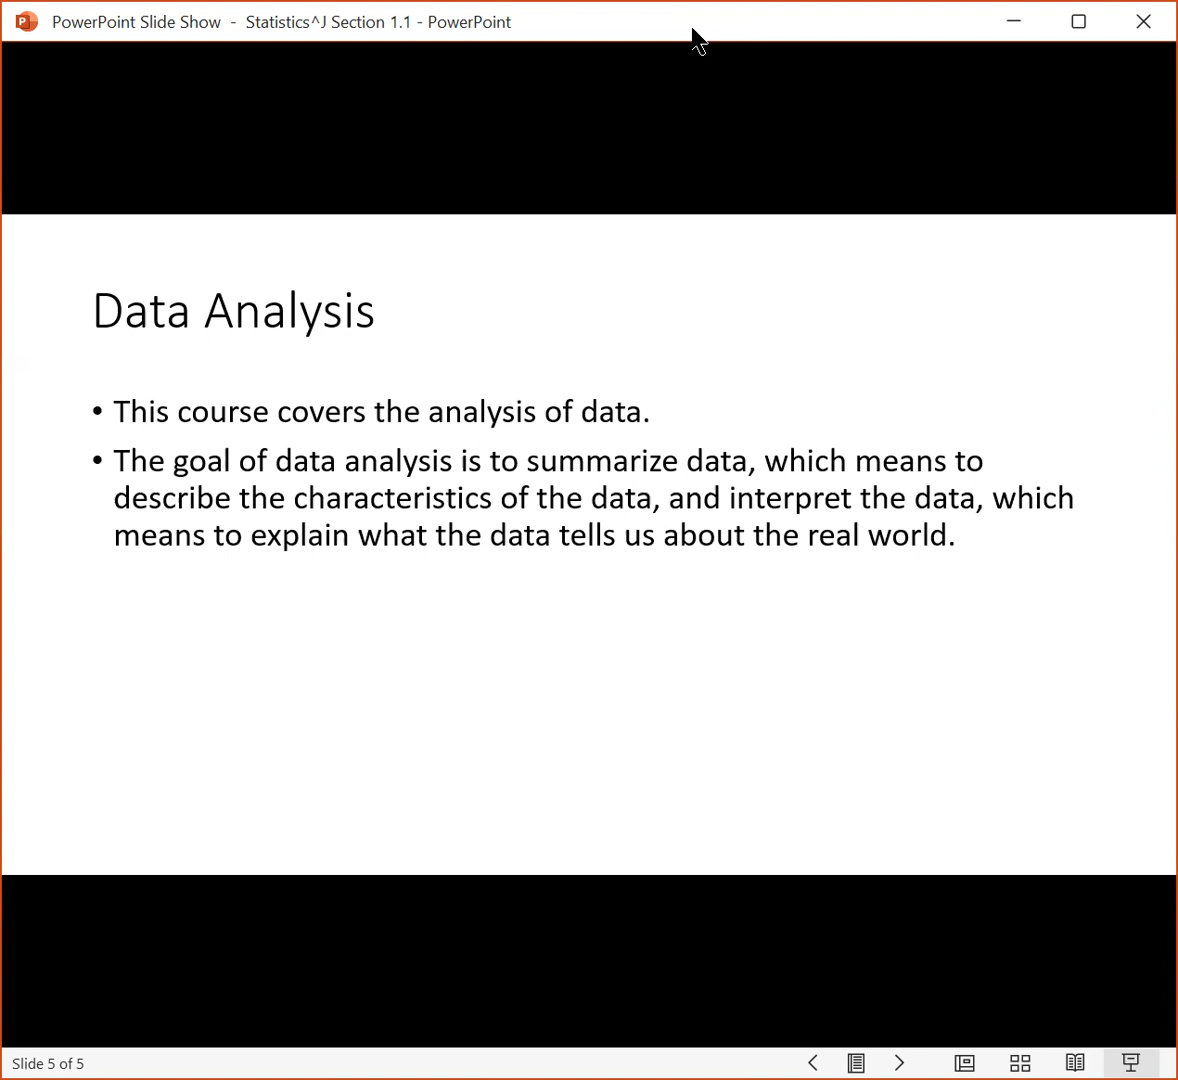 PowerPoint Slide Show - Statistics^J Section 1.1 - PowerPoint
Data Analysis
• This course covers the analysis of data.
• The goal of data analysis is to summarize data, which means to
describe the characteristics of the data, and interpret the data, which
means to explain what the data tells us about the real world.
Slide 5 of 5